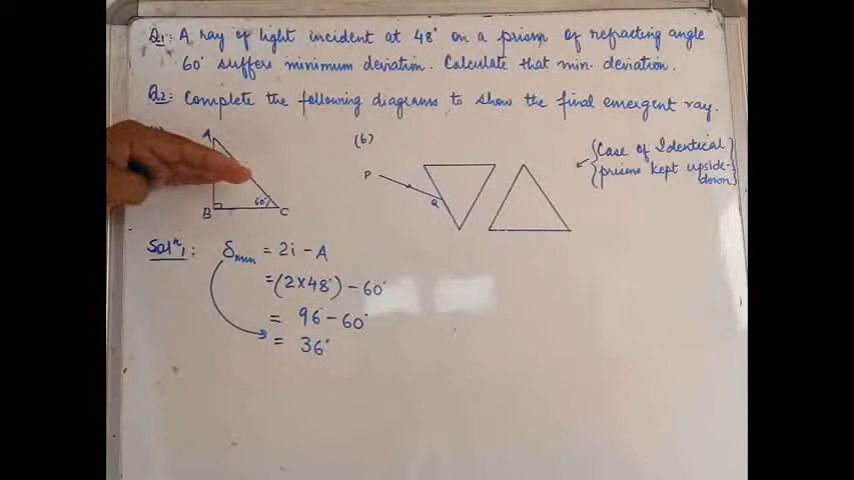 Q1: A ray of light incident at 48° on a prism of refracting angle
60° suffers minimum deviation. Calculate that min. deviation.
Q2: Complete the following diagrams to show the final emergent ray.
A
B
60°
C
(b)
P
Q
{Case of Identical
prisms kept upside-
down}
Solⁿ1: δmin = 2i - A
= (2×48°) - 60°
= 96 - 60°
= 36°